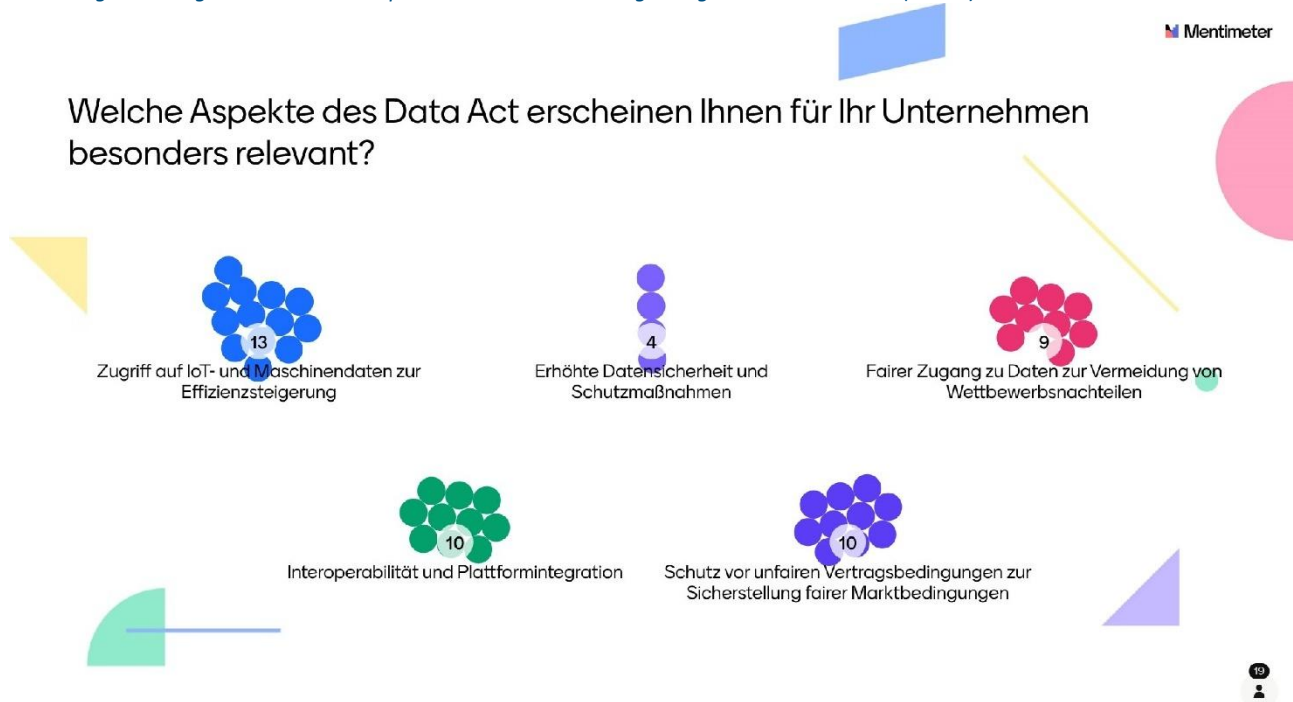 Mentimeter
Welche Aspekte des Data Act erscheinen Ihnen für Ihr Unternehmen
besonders relevant?
13
Zugriff auf IoT- und Maschinendaten zur
Effizienzsteigerung
4
Erhöhte Datensicherheit und
Schutzmaßnahmen
9
Fairer Zugang zu Daten zur Vermeidung von
Wettbewerbsnachteilen
10
Interoperabilität und Plattformintegration
10
Schutz vor unfairen Vertragsbedingungen zur
Sicherstellung fairer Marktbedingungen
19